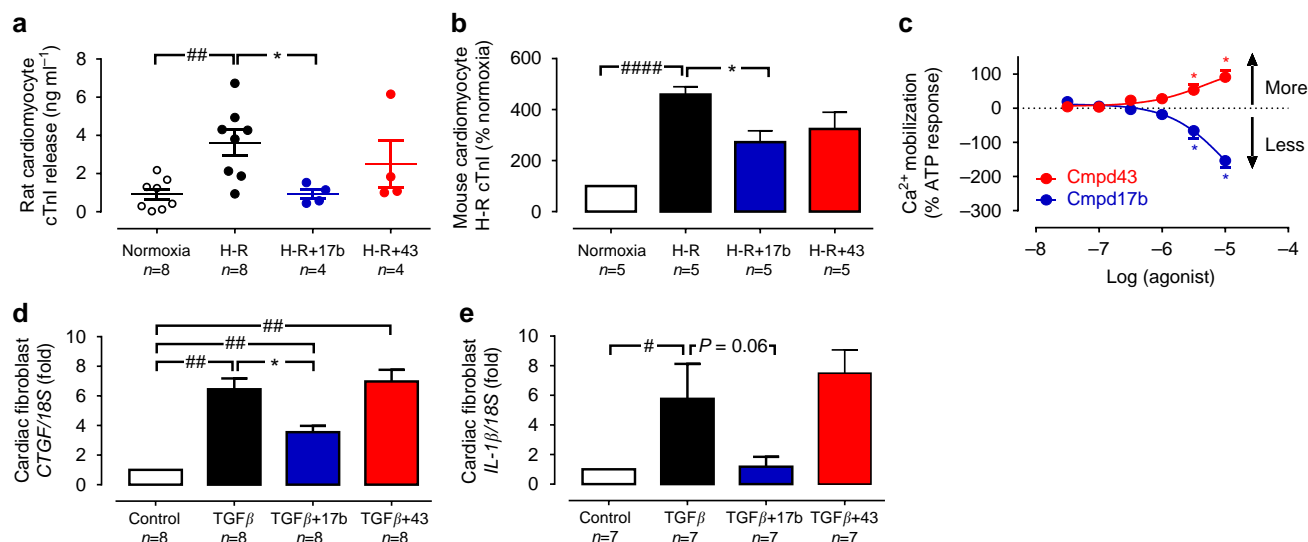 a
Rat cardiomyocyte
cTnI release (ng ml⁻¹)
8
6
4
2
0
##
*
Normoxia
n=8
H-R
n=8
H-R+17b
n=4
H-R+43
n=4
b
Mouse cardiomyocyte
H-R cTnI (% normoxia)
600
400
200
0
####
*
Normoxia
n=5
H-R
n=5
H-R+17b
n=5
H-R+43
n=5
c
Ca²⁺ mobilization
(% ATP response)
100
0
−100
−200
−300
*
*
*
*
More
Less
Cmpd43
Cmpd17b
−8
−7
−6
−5
−4
Log (agonist)
d
Cardiac fibroblast
CTGF/18S (fold)
10
8
6
4
2
0
##
##
##
*
Control
n=8
TGFβ
n=8
TGFβ+17b
n=8
TGFβ+43
n=8
e
Cardiac fibroblast
IL-1β/18S (fold)
10
8
6
4
2
0
#
P = 0.06
Control
n=7
TGFβ
n=7
TGFβ+17b
n=7
TGFβ+43
n=7